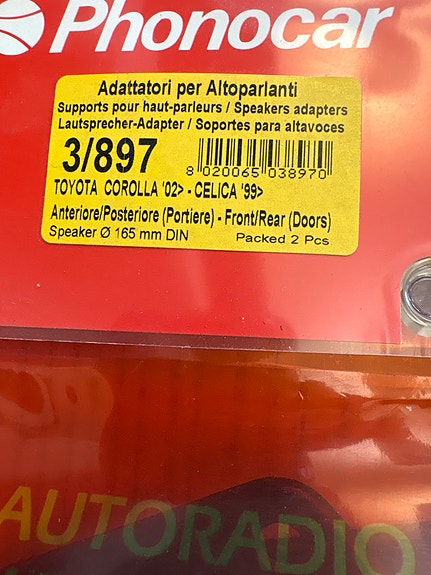 Phonocar
Adattatori per Altoparlanti
Supports pour haut-parleurs / Speakers adapters
Lautsprecher-Adapter / Soportes para altavoces
3/897
8 020065 038970
TOYOTA COROLLA '02> - CELICA '99>
Anteriore/Posteriore (Portiere) - Front/Rear (Doors)
Speaker Ø 165 mm DIN Packed 2 Pcs
AUTORADIO